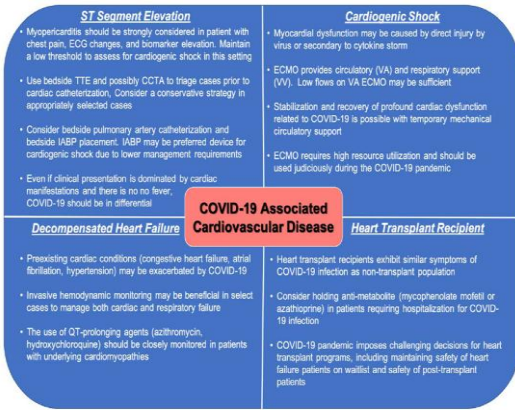 ST Segment Elevation
• Myopericarditis should be strongly considered in patient with
chest pain, ECG changes, and biomarker elevation. Maintain
a low threshold to assess for cardiogenic shock in this setting
• Use bedside TTE and possibly CCTA to triage cases prior to
cardiac catheterization, Consider a conservative strategy in
appropriately selected cases
• Consider bedside pulmonary artery catheterization and
bedside IABP placement. IABP may be preferred device for
cardiogenic shock due to lower management requirements
• Even if clinical presentation is dominated by cardiac
manifestations and there is no no fever,
COVID-19 should be in differential
Cardiogenic Shock
• Myocardial dysfunction may be caused by direct injury by
virus or secondary to cytokine storm
• ECMO provides circulatory (VA) and respiratory support
(VV). Low flows on VA ECMO may be sufficient
• Stabilization and recovery of profound cardiac dysfunction
related to COVID-19 is possible with temporary mechanical
circulatory support
• ECMO requires high resource utilization and should be
used judiciously during the COVID-19 pandemic
COVID-19 Associated
Cardiovascular Disease
Decompensated Heart Failure
• Preexisting cardiac conditions (congestive heart failure, atrial
fibrillation, hypertension) may be exacerbated by COVID-19
• Invasive hemodynamic monitoring may be beneficial in select
cases to manage both cardiac and respiratory failure
• The use of QT-prolonging agents (azithromycin,
hydroxychloroquine) should be closely monitored in patients
with underlying cardiomyopathies
Heart Transplant Recipient
• Heart transplant recipients exhibit similar symptoms of
COVID-19 infection as non-transplant population
• Consider holding anti-metabolite (mycophenolate mofetil or
azathioprine) in patients requiring hospitalization for COVID-
19 infection
• COVID-19 pandemic imposes challenging decisions for heart
transplant programs, including maintaining safety of heart
failure patients on waitlist and safety of post-transplant
patients